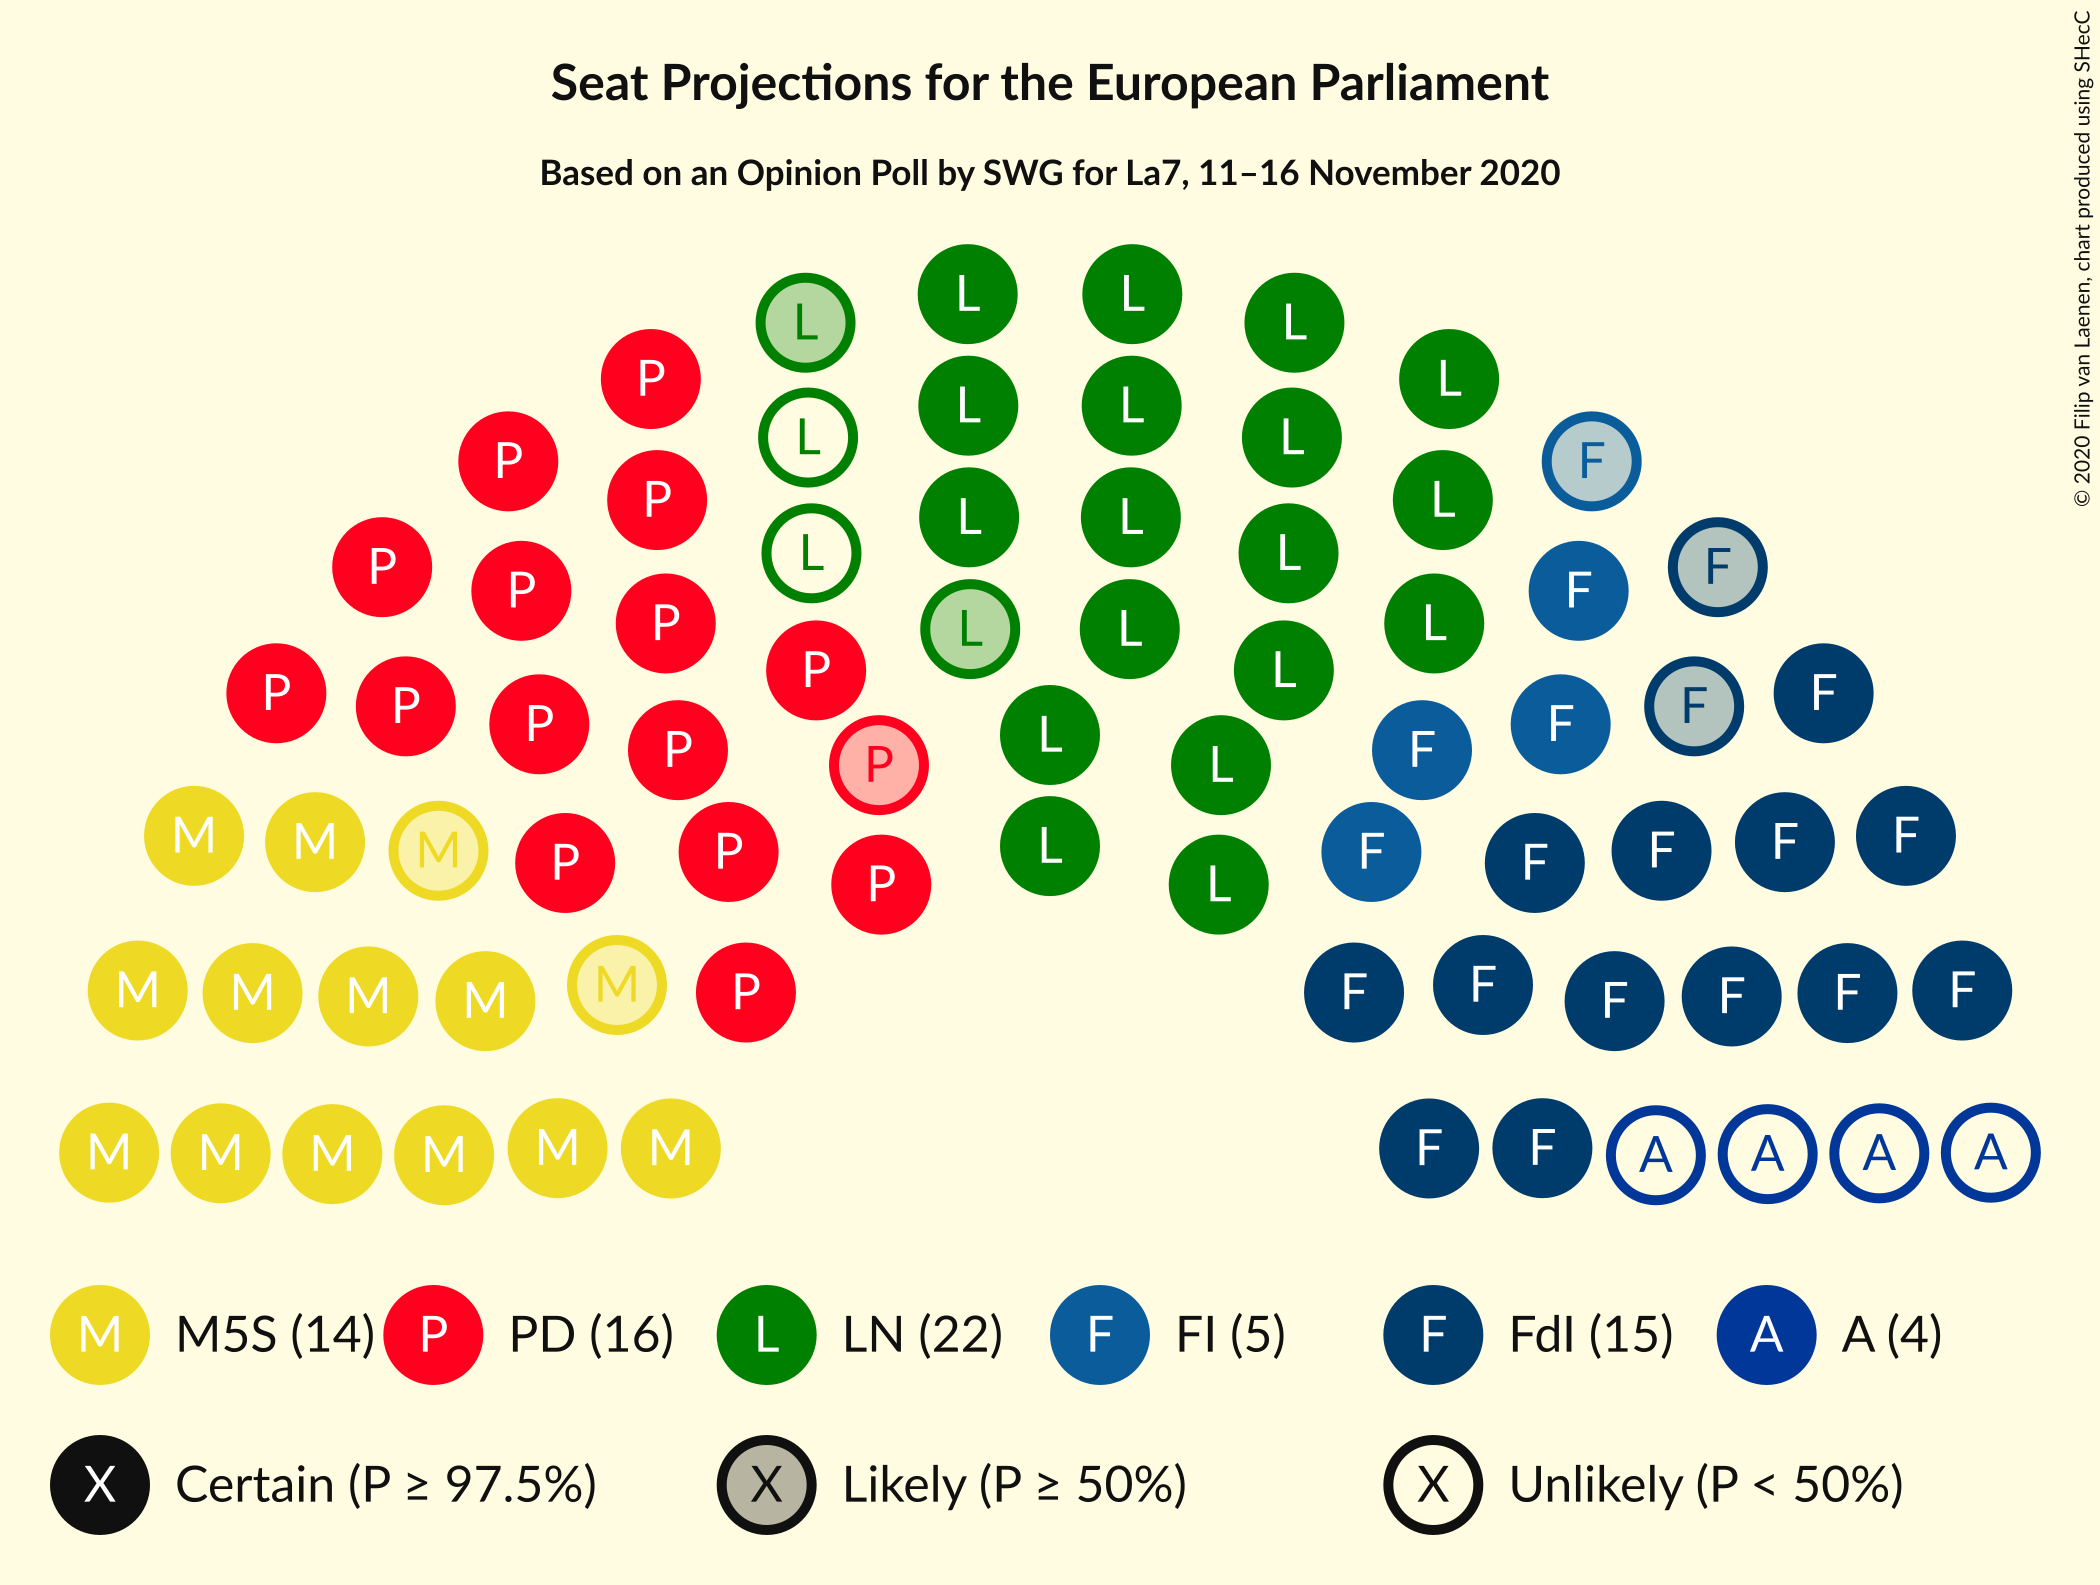 Seat Projections for the European Parliament
Based on an Opinion Poll by SWG for La7, 11–16 November 2020
© 2020 Filip van Laenen, chart produced using SHecC
L L L L
P L L
P L L L L F
P P L L L L
L L L L F F
P P L L F
P P L L P F F
P P P P L P L L F F F F
M M M P P P L L F F F F F
M M M M M P F F F F F F
M M M M M M F F A A A A
M M5S (14) P PD (16) L LN (22) F FI (5) F FdI (15) A A (4)
X Certain (P ≥ 97.5%) X Likely (P ≥ 50%) X Unlikely (P < 50%)